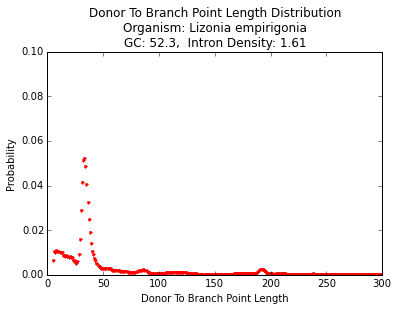 Donor To Branch Point Length Distribution
Organism: Lizonia empirigonia
GC: 52.3,  Intron Density: 1.61
0.10
0.08
0.06
0.04
0.02
0.00
Probability
0 50 100 150 200 250 300
Donor To Branch Point Length